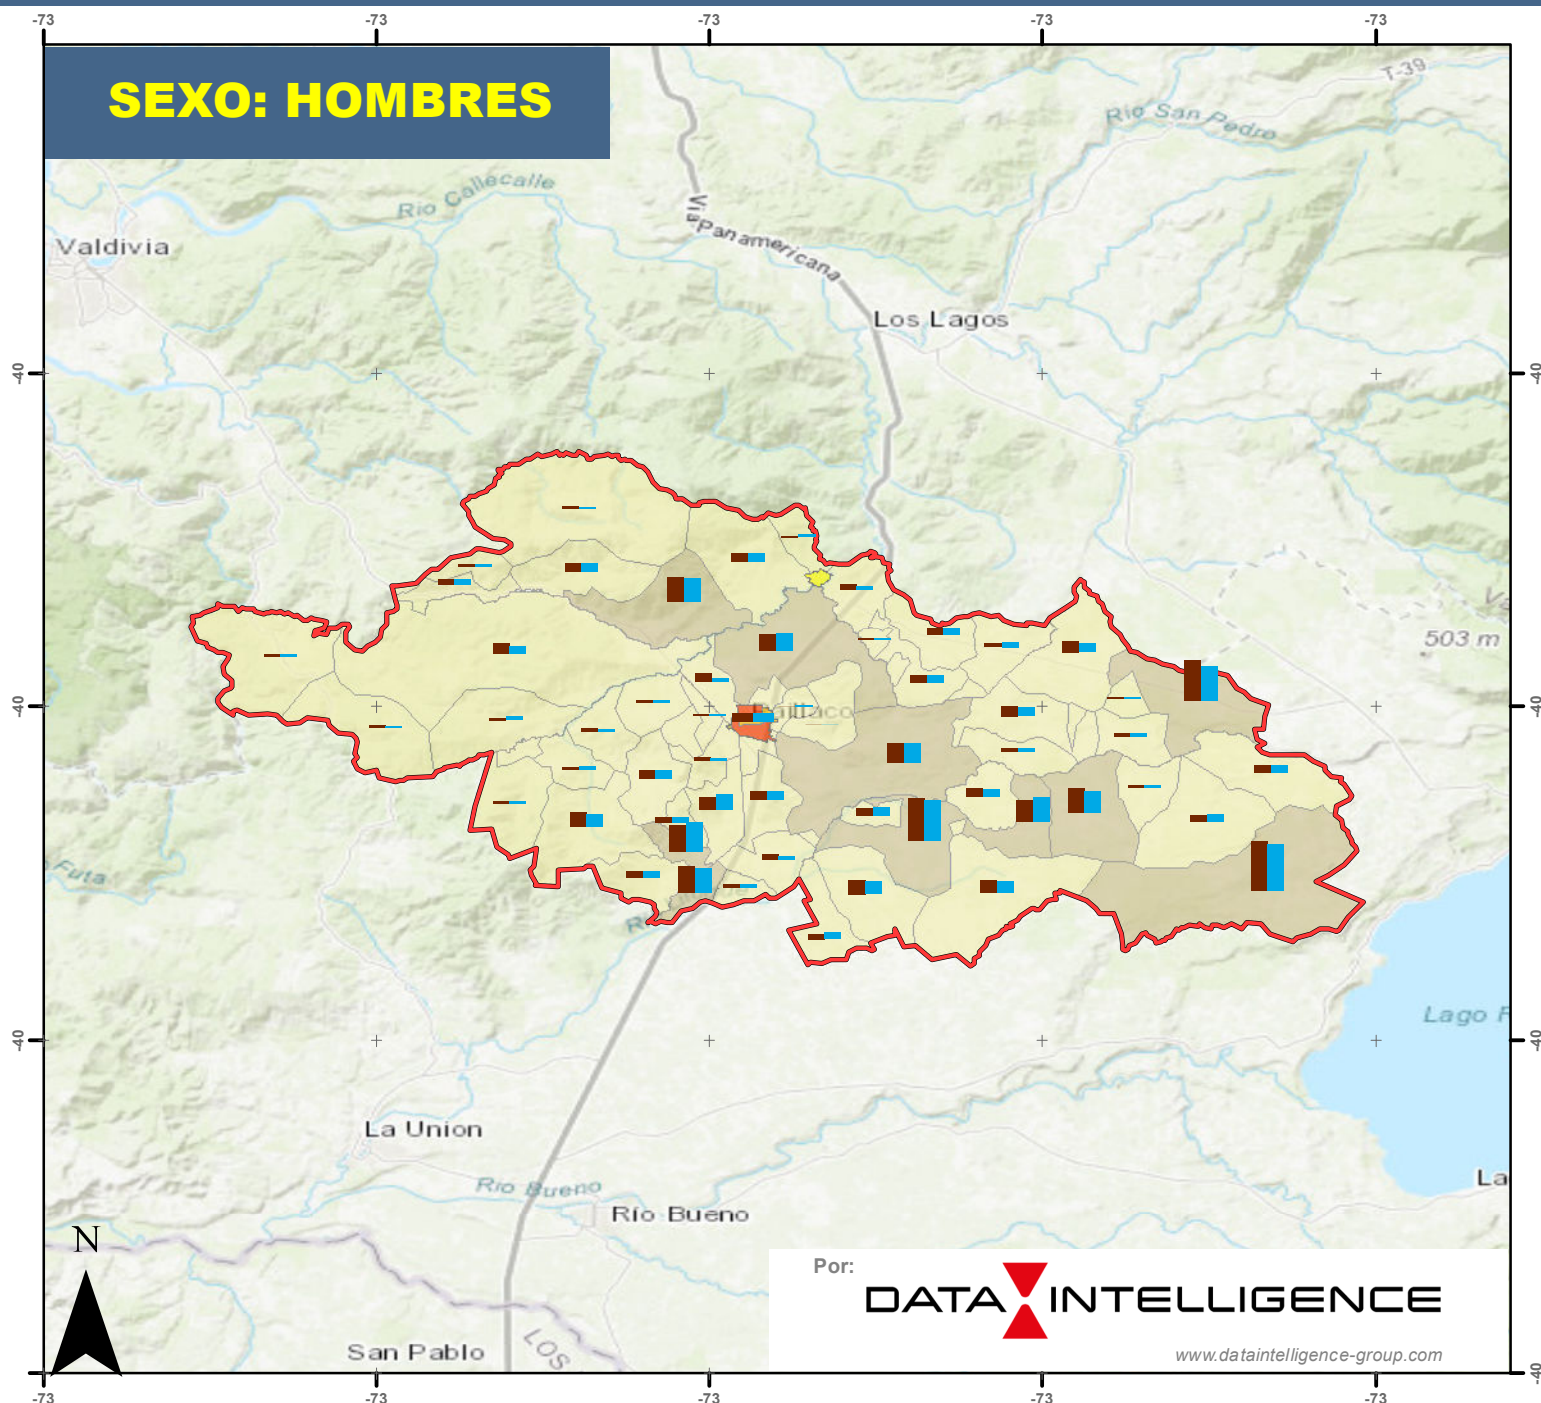 -73 -73 -73 -73 -73
SEXO: HOMBRES
T-39
Rio San Pedro
Rio Callecalle
Via Panamericana
Valdivia
Los Lagos
-40 -40
503 m
-40 -40
Paillaco
Futa
Lago
-40 -40
La Union
Rio Bueno
La
Río Bueno
N
Por:
DATA INTELLIGENCE
San Pablo
LOS
www.dataintelligence-group.com
-40
-73 -73 -73 -73 -73